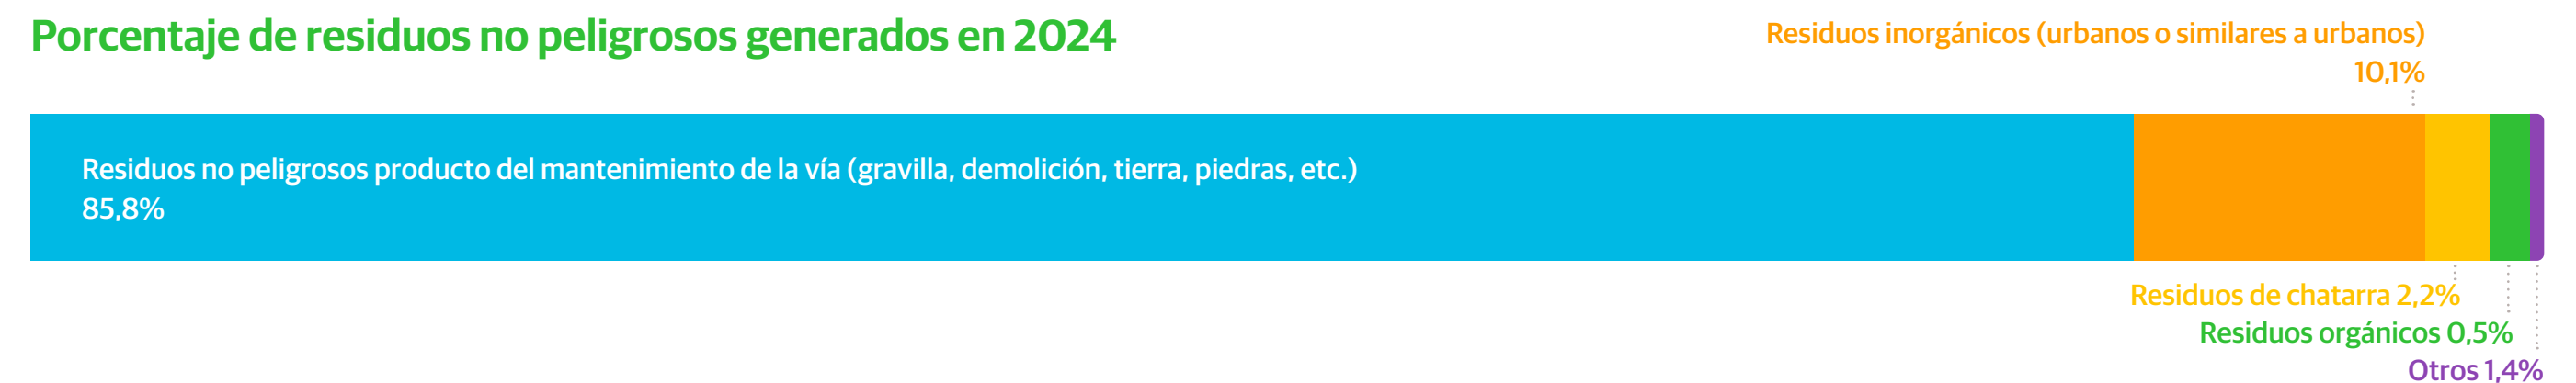 Porcentaje de residuos no peligrosos generados en 2024
Residuos inorgánicos (urbanos o similares a urbanos)
10,1%
Residuos no peligrosos producto del mantenimiento de la vía (gravilla, demolición, tierra, piedras, etc.)
85,8%
Residuos de chatarra 2,2%
Residuos orgánicos 0,5%
Otros 1,4%